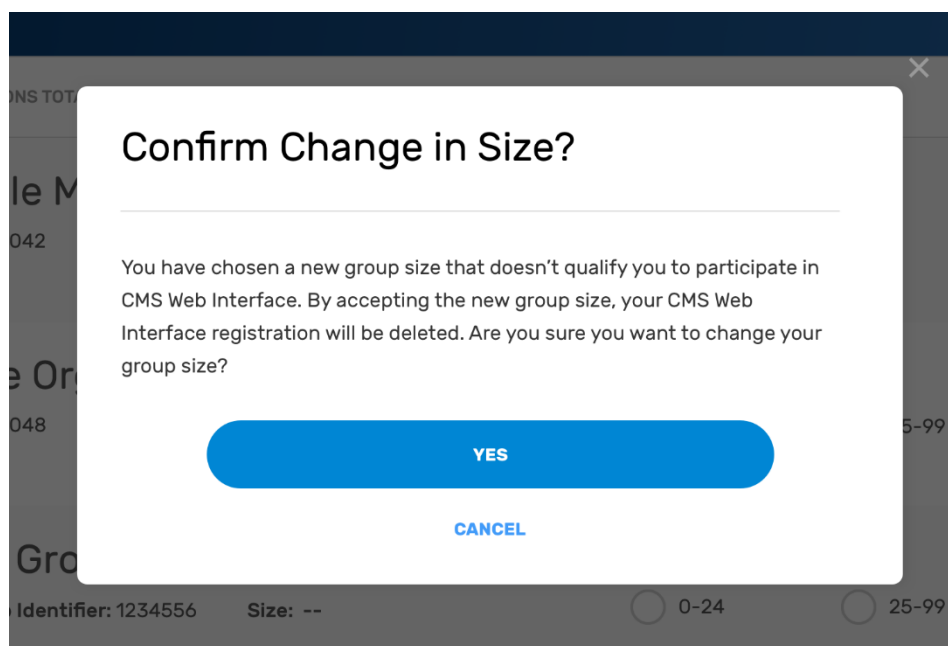 ONS TOT
Confirm Change in Size?
le M
042
You have chosen a new group size that doesn't qualify you to participate in
CMS Web Interface. By accepting the new group size, your CMS Web
Interface registration will be deleted. Are you sure you want to change your
group size?
e Or
048
5-99
YES
CANCEL
Gro
Identifier: 1234556 Size: -- 0-24 25-99